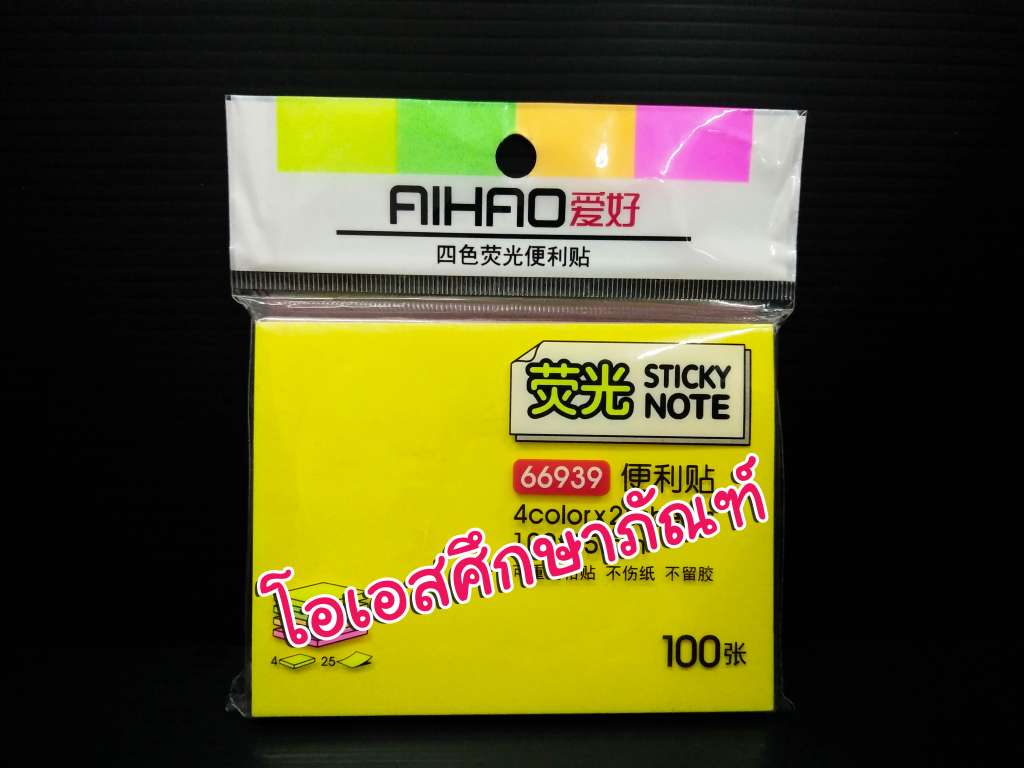 AIHAO爱好
四色荧光便利贴
荧光 STICKY NOTE
66939 便利贴
4color
不伤纸 不留胶
โอเอสศึกษาภัณฑ์
4 25
100张